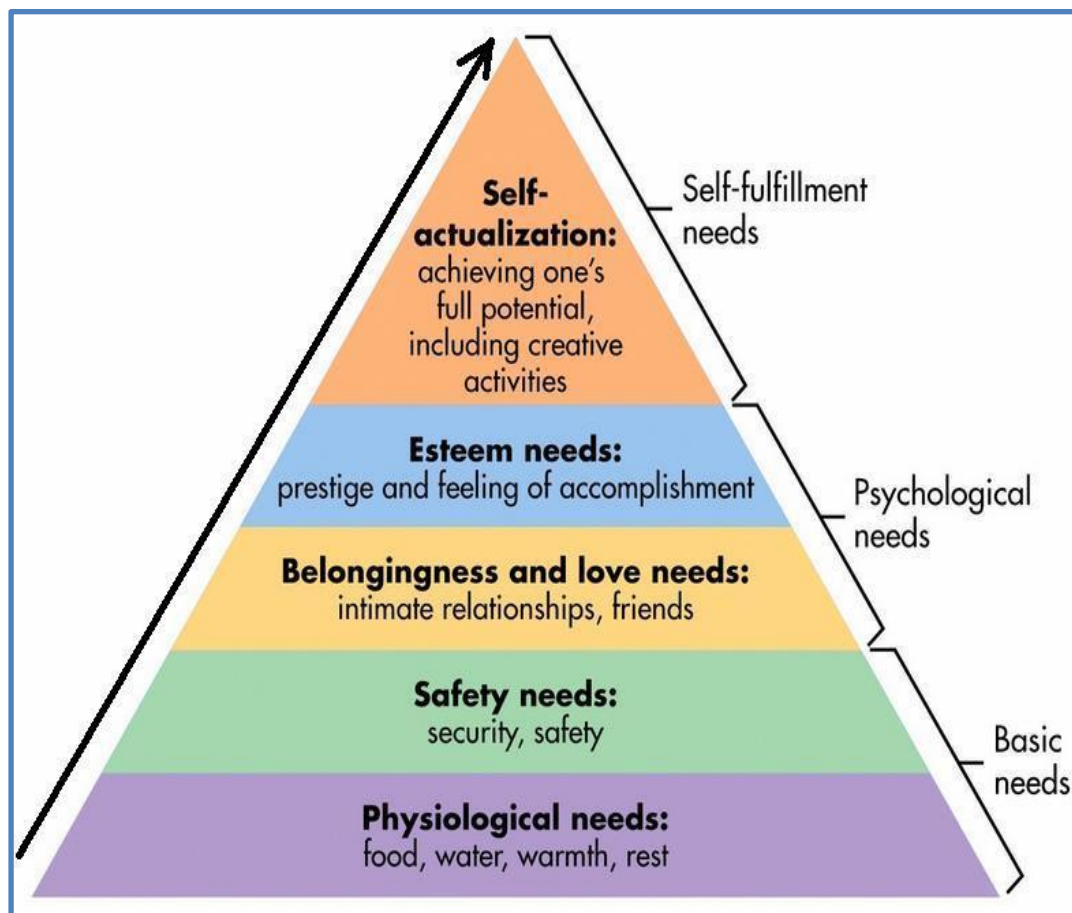 Self-
actualization:
achieving one's
full potential,
including creative
activities
Self-fulfillment
needs
Esteem needs:
prestige and feeling of accomplishment
Psychological
needs
Belongingness and love needs:
intimate relationships, friends
Safety needs:
security, safety
Basic
needs
Physiological needs:
food, water, warmth, rest